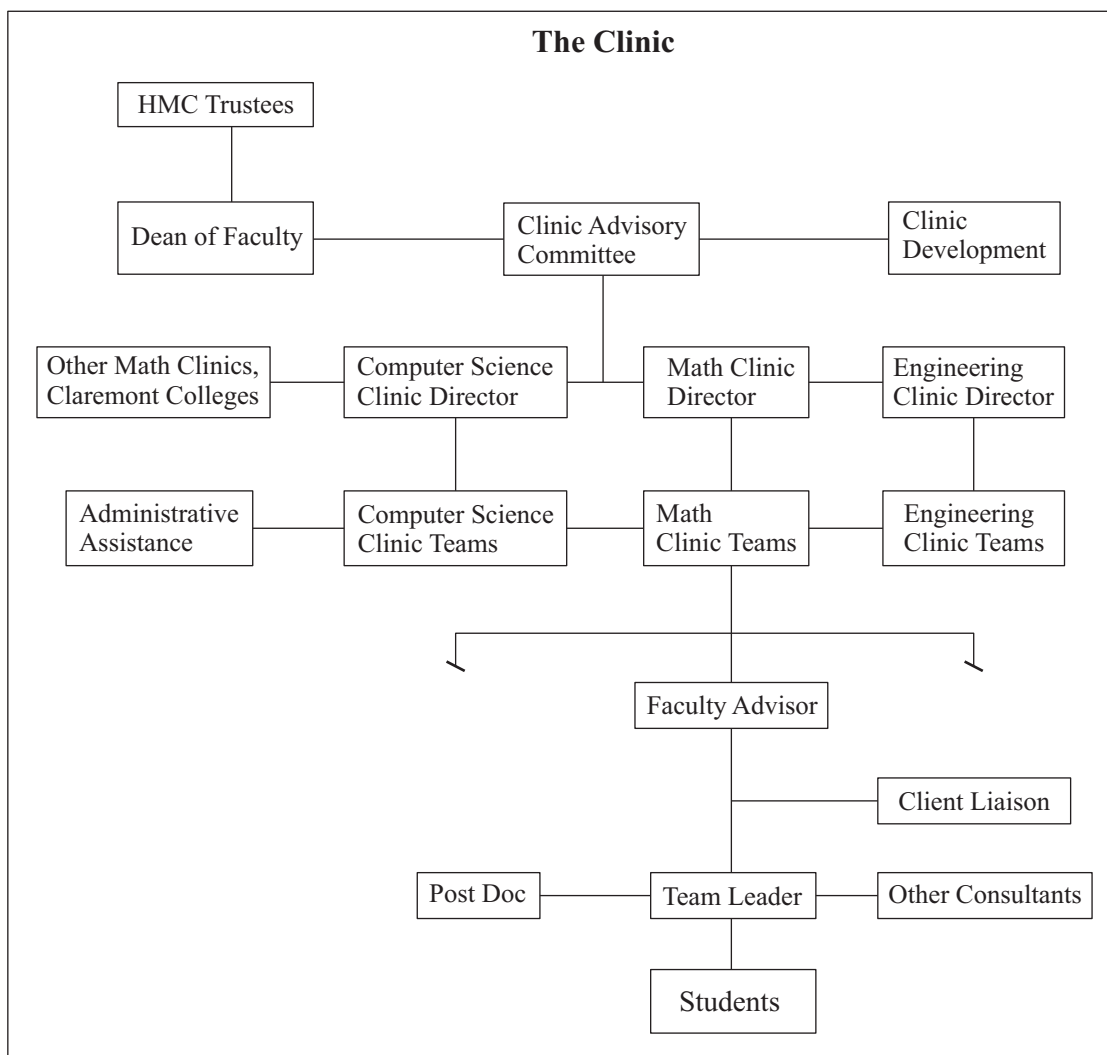 The Clinic
HMC Trustees
Dean of Faculty
Clinic Advisory
Committee
Clinic
Development
Other Math Clinics,
Claremont Colleges
Computer Science
Clinic Director
Math Clinic
Director
Engineering
Clinic Director
Administrative
Assistance
Computer Science
Clinic Teams
Math
Clinic Teams
Engineering
Clinic Teams
Faculty Advisor
Client Liaison
Post Doc
Team Leader
Other Consultants
Students